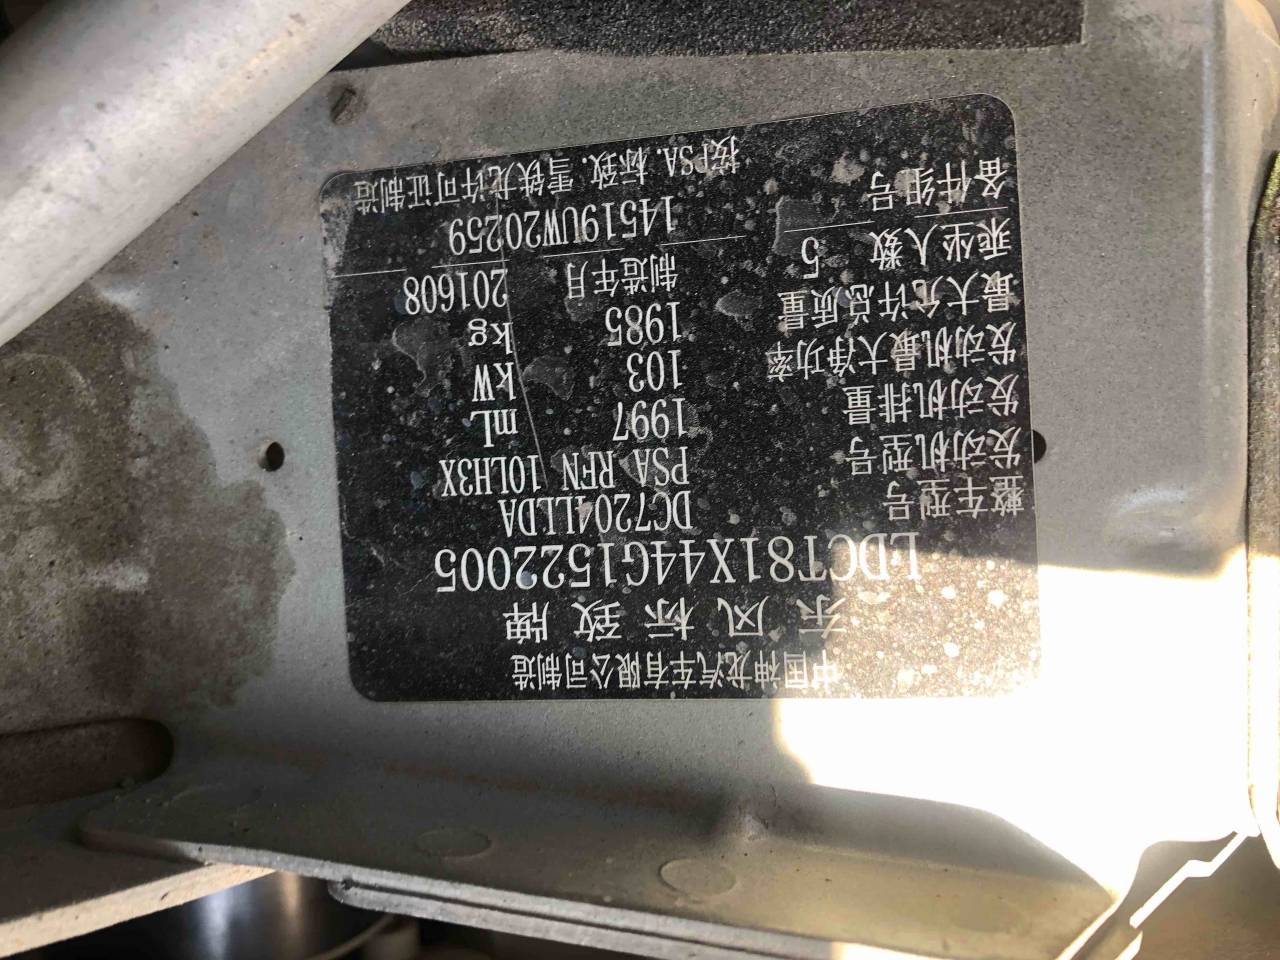 中国神龙汽车有限公司制造
东风标致牌
LDCT81X44G1522005
整车型号 DC7204LLDA
发动机型号 PSA RFN 10LH3X
发动机排量 1997 mL
发动机最大净功率 103 kW
最大允许总质量 1985 kg
乘坐人数 5 制造年月 201608
备件组号 14519UW20259
按PSA.标致.雪铁龙许可证制造